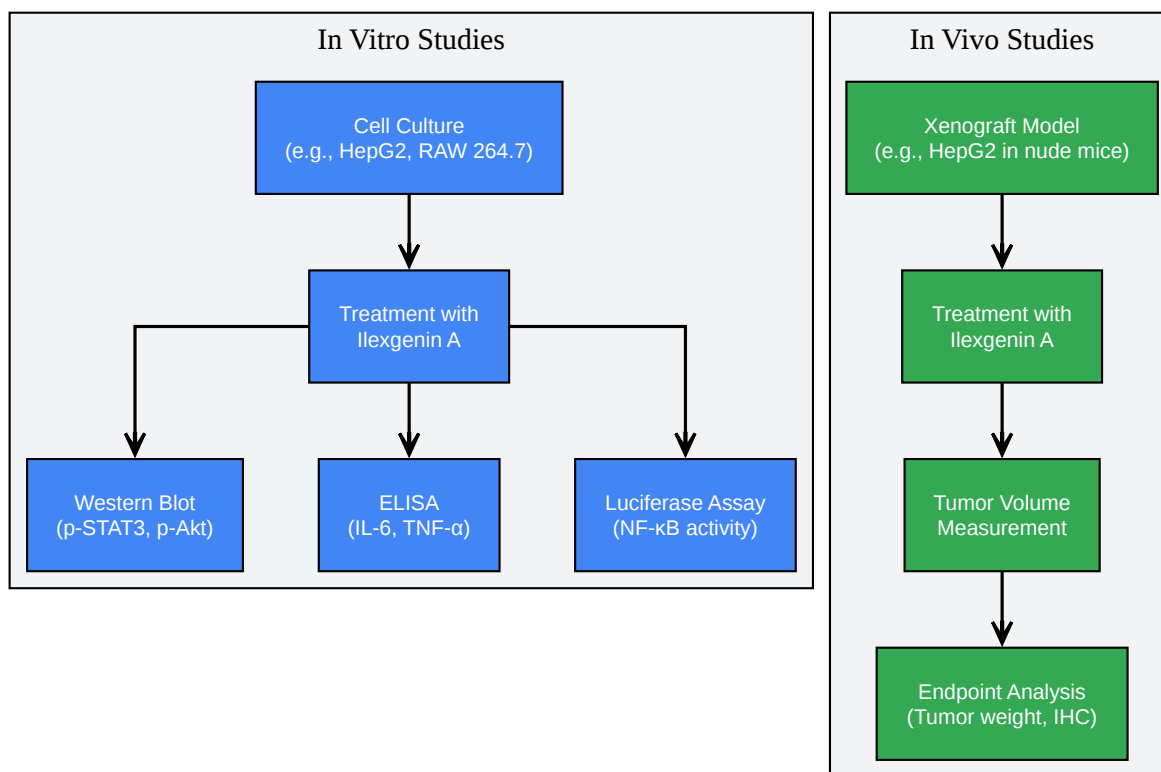 In Vitro Studies
Cell Culture
(e.g., HepG2, RAW 264.7)
Treatment with
Ilexgenin A
Western Blot
(p-STAT3, p-Akt)
ELISA
(IL-6, TNF-α)
Luciferase Assay
(NF-κB activity)
In Vivo Studies
Xenograft Model
(e.g., HepG2 in nude mice)
Treatment with
Ilexgenin A
Tumor Volume
Measurement
Endpoint Analysis
(Tumor weight, IHC)